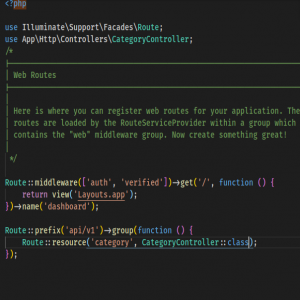 <?php
use Illuminate\Support\Facades\Route;
use App\Http\Controllers\CategoryController;
/*
|--------------------------------------------------------------------------
| Web Routes
|--------------------------------------------------------------------------
|
| Here is where you can register web routes for your application. The
| routes are loaded by the RouteServiceProvider within a group which
| contains the "web" middleware group. Now create something great!
|
*/
Route::middleware(['auth', 'verified'])->get('/', function () {
return view('Layouts.app');
})->name('dashboard');
Route::prefix('api/v1')->group(function () {
Route::resource('category', CategoryController::class);
});